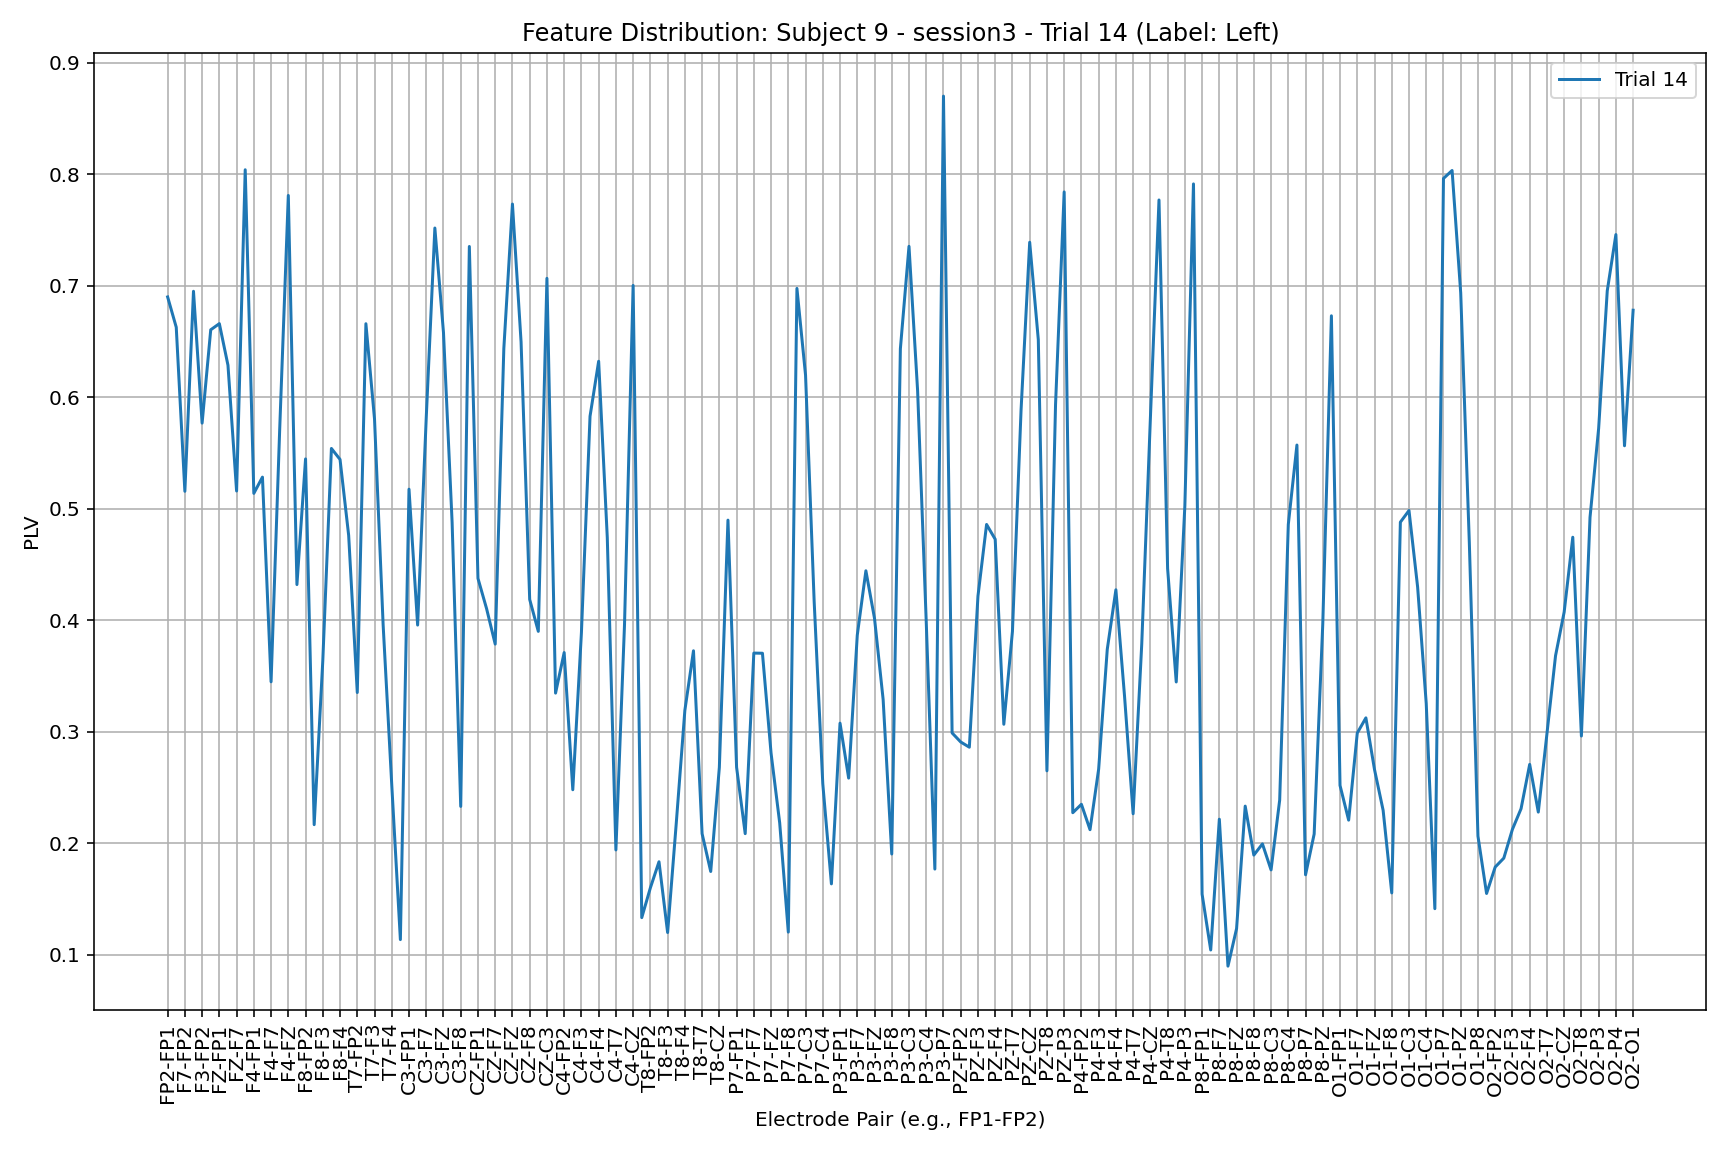 Feature Distribution: Subject 9 - session3 - Trial 14 (Label: Left)
Trial 14
PLV
0.9
0.8
0.7
0.6
0.5
0.4
0.3
0.2
0.1
FP2-FP1
F7-FP2
F3-FP2
FZ-FP1
FZ-F7
F4-FP1
F4-F7
F4-FZ
F8-FP2
F8-F3
F8-F4
T7-FP2
T7-F3
T7-F4
C3-FP1
C3-F7
C3-FZ
C3-F8
CZ-FP1
CZ-F7
CZ-FZ
CZ-F8
CZ-C3
C4-FP2
C4-F3
C4-F4
C4-T7
C4-CZ
T8-FP2
T8-F3
T8-F4
T8-T7
T8-CZ
P7-FP1
P7-F7
P7-FZ
P7-F8
P7-C3
P7-C4
P3-FP1
P3-F7
P3-FZ
P3-F8
P3-C3
P3-C4
P3-P7
PZ-FP2
PZ-F3
PZ-F4
PZ-T7
PZ-CZ
PZ-T8
PZ-P3
P4-FP2
P4-F3
P4-F4
P4-T7
P4-CZ
P4-T8
P4-P3
P8-FP1
P8-F7
P8-FZ
P8-F8
P8-C3
P8-C4
P8-P7
P8-PZ
O1-FP1
O1-F7
O1-FZ
O1-F8
O1-C3
O1-C4
O1-P7
O1-PZ
O1-P8
O2-FP2
O2-F3
O2-F4
O2-T7
O2-CZ
O2-T8
O2-P3
O2-P4
O2-O1
Electrode Pair (e.g., FP1-FP2)